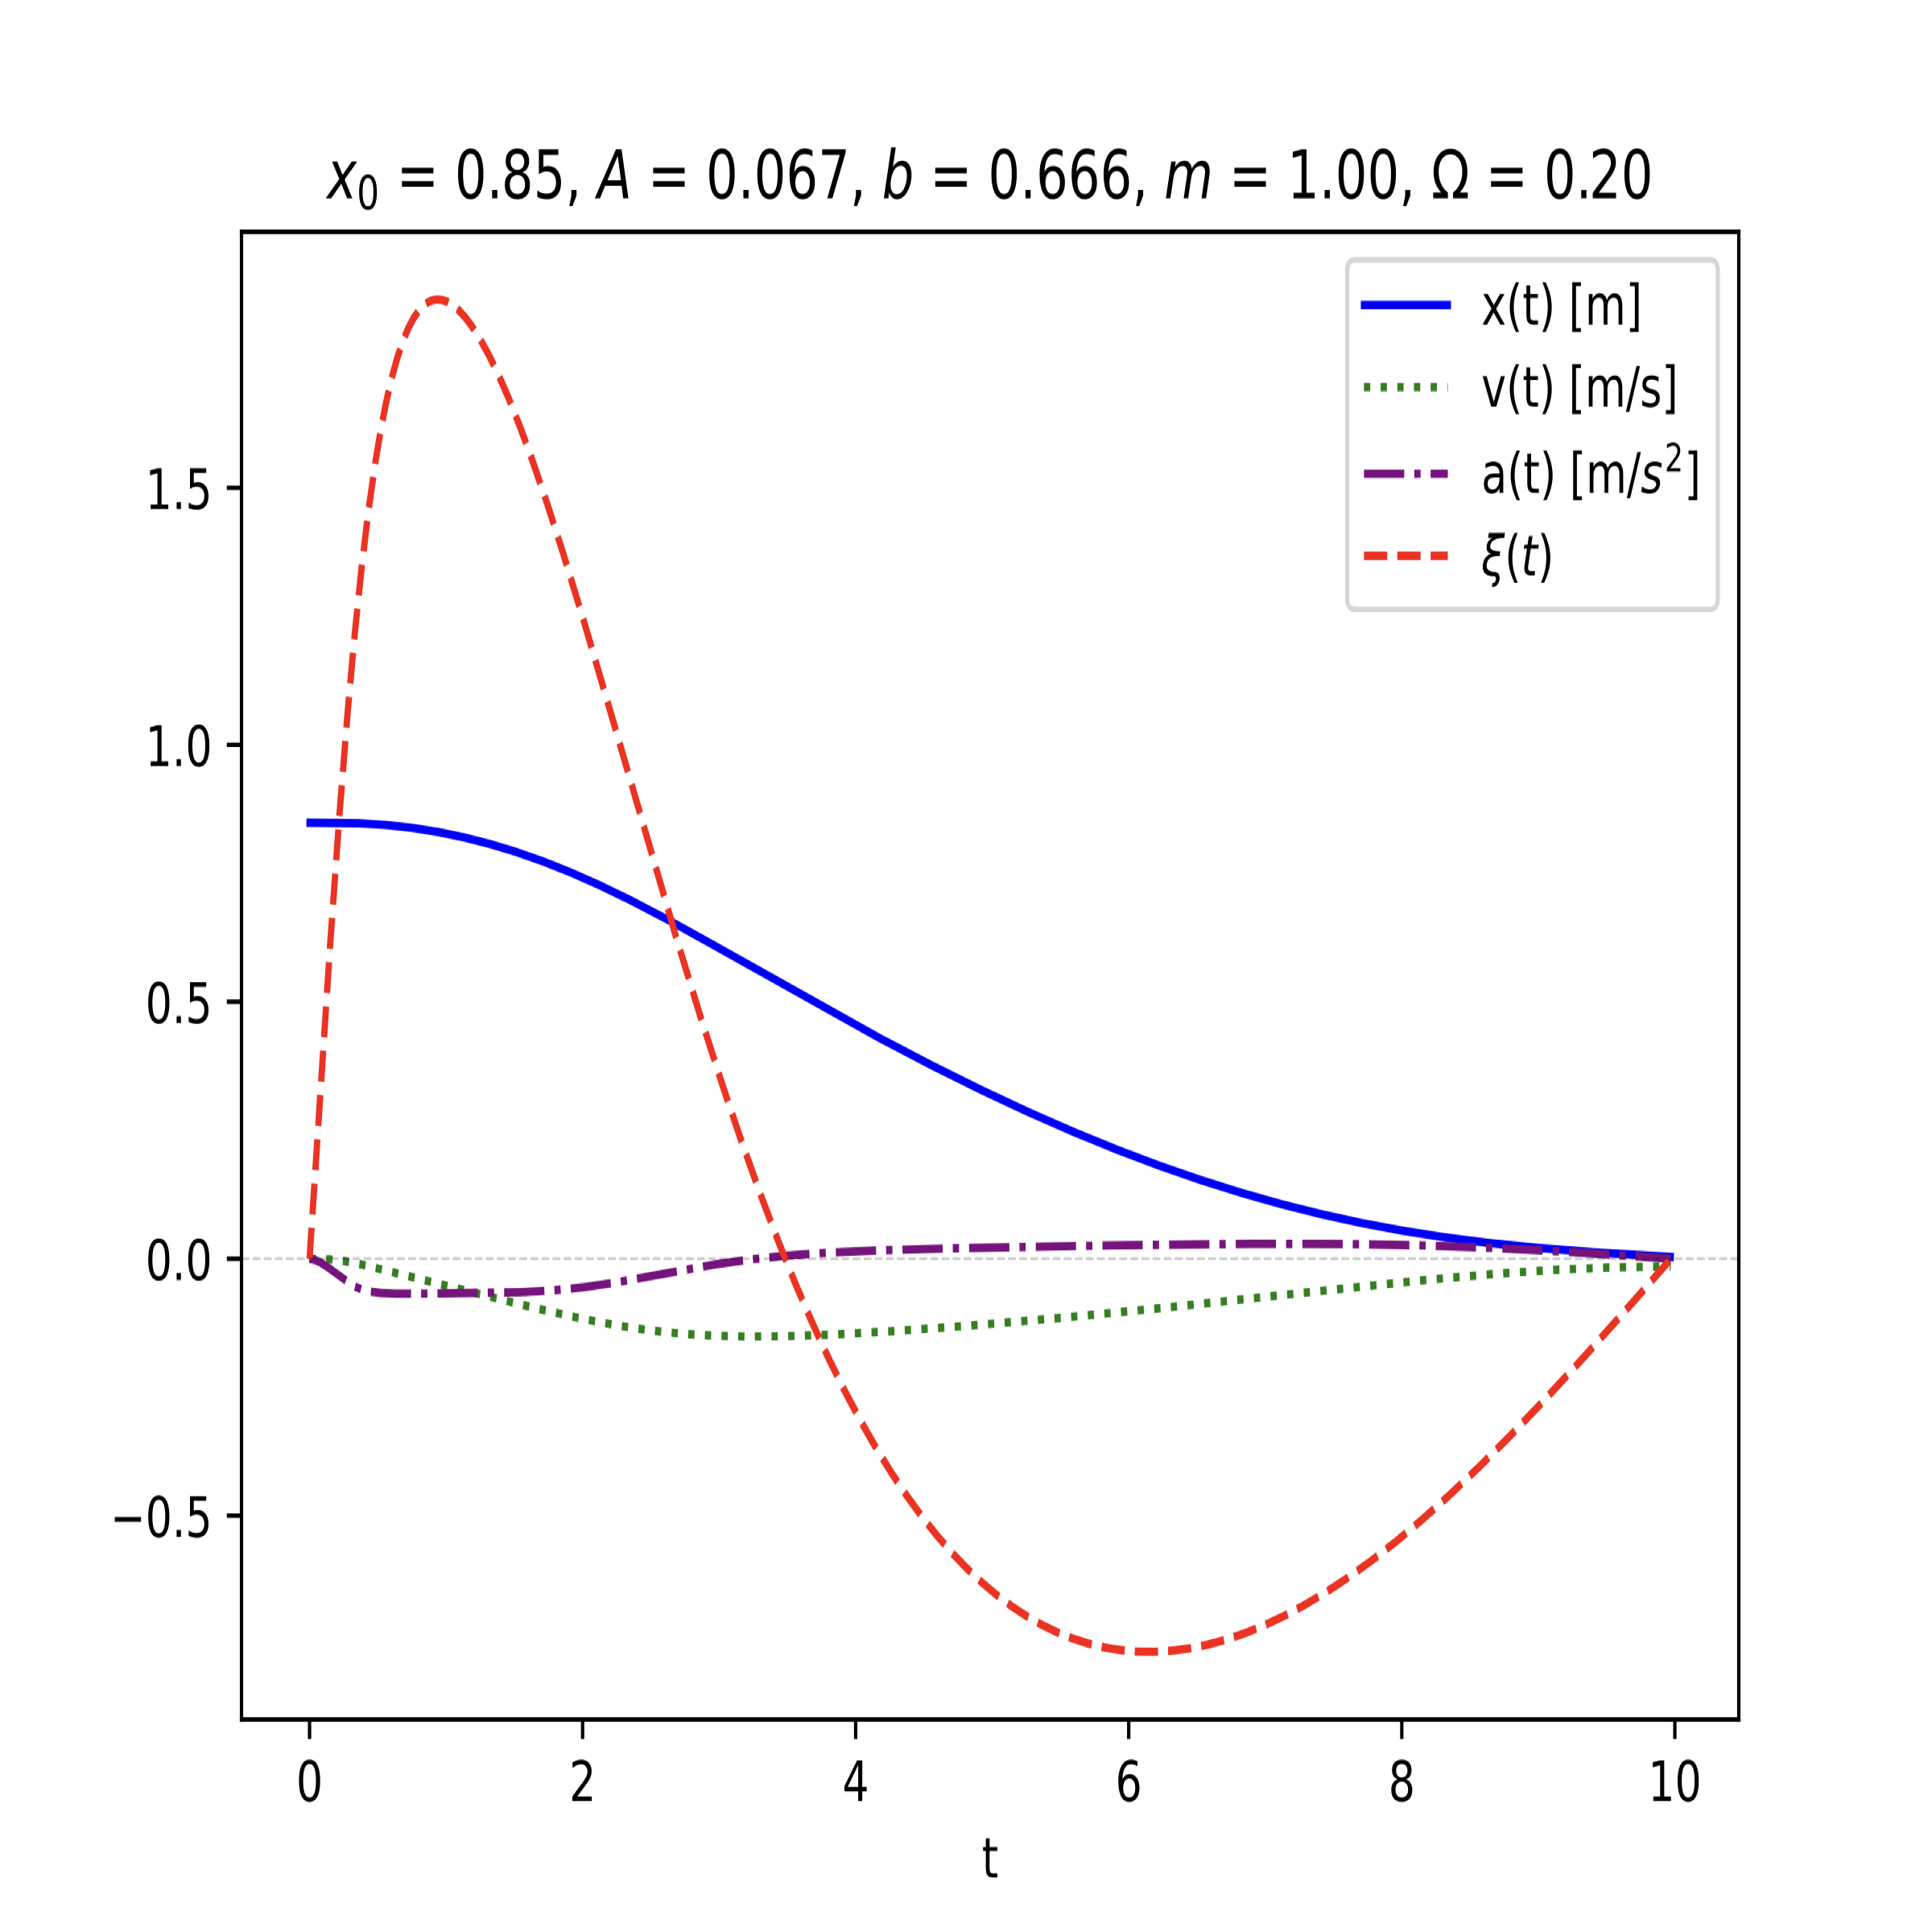 x₀ = 0.85, A = 0.067, b = 0.666, m = 1.00, Ω = 0.20
x(t) [m]
v(t) [m/s]
a(t) [m/s²]
ξ(t)
1.5
1.0
0.5
0.0
−0.5
0 2 4 6 8 10
t